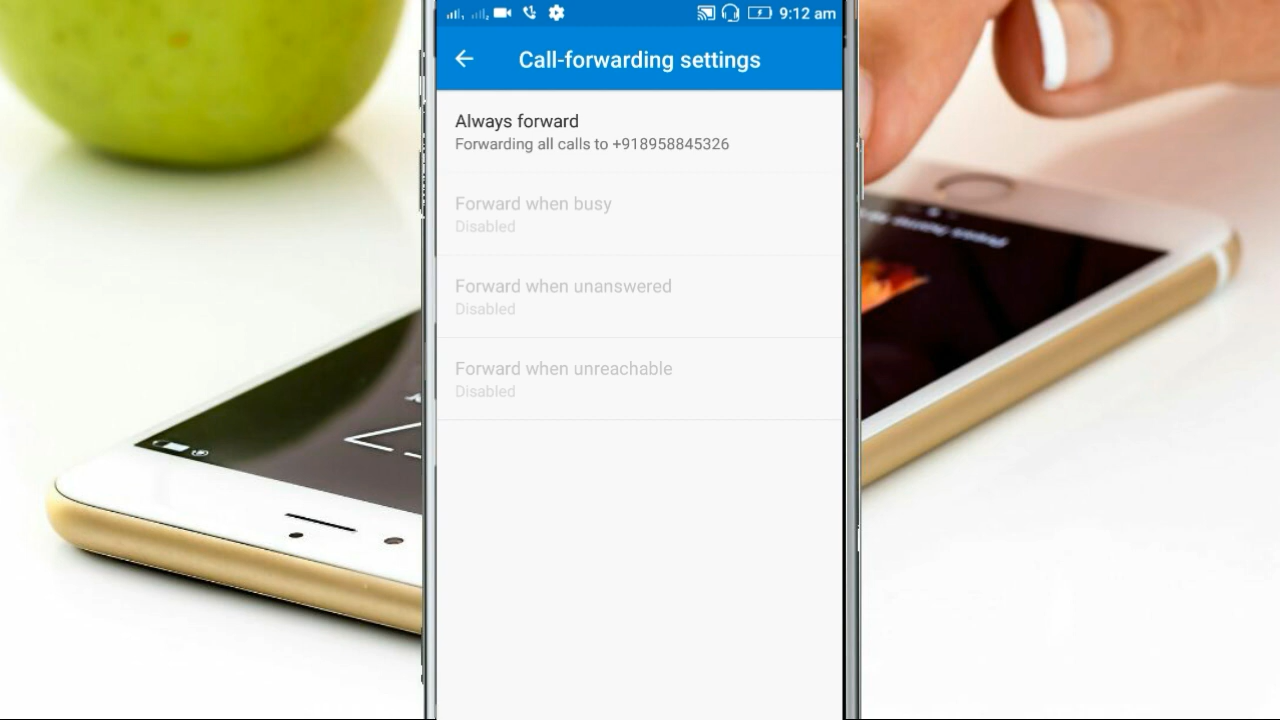 9:12 am
Call-forwarding settings
Always forward
Forwarding all calls to +918958845326
Forward when busy
Disabled
Forward when unanswered
Disabled
Forward when unreachable
Disabled